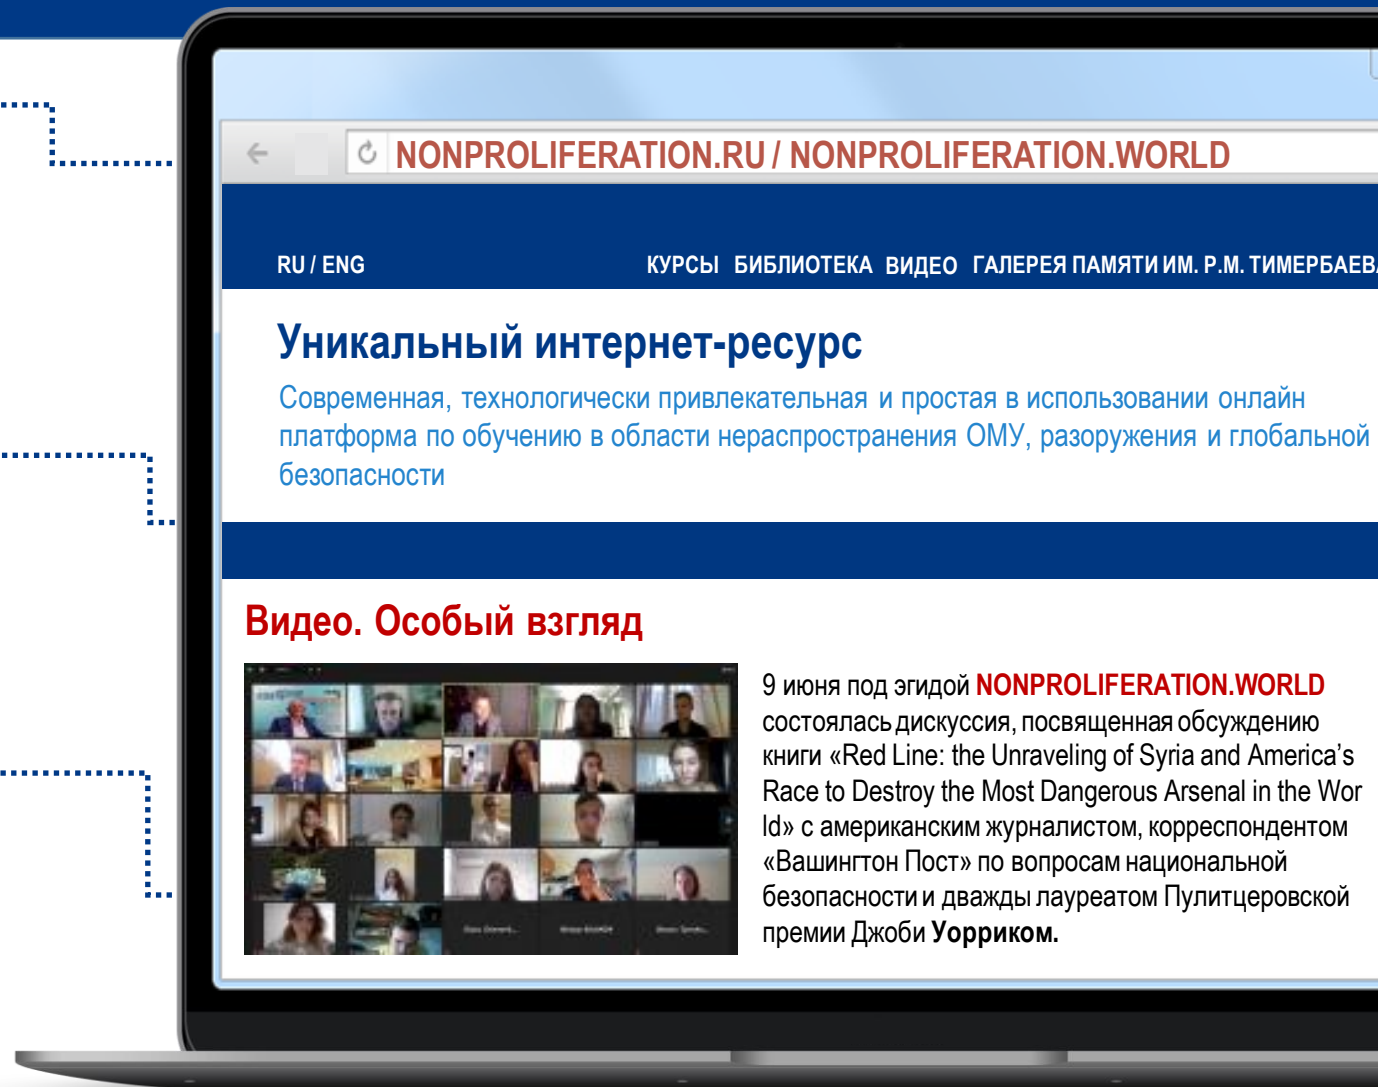 NONPROLIFERATION.RU / NONPROLIFERATION.WORLD
RU / ENG
КУРСЫ БИБЛИОТЕКА ВИДЕО ГАЛЕРЕЯ ПАМЯТИ ИМ. Р.М. ТИМЕРБАЕВА
Уникальный интернет-ресурс
Современная, технологически привлекательная и простая в использовании онлайн
платформа по обучению в области нераспространения ОМУ, разоружения и глобальной
безопасности
Видео. Особый взгляд
9 июня под эгидой NONPROLIFERATION.WORLD
состоялась дискуссия, посвященная обсуждению
книги «Red Line: the Unraveling of Syria and America’s
Race to Destroy the Most Dangerous Arsenal in the Wor
ld» с американским журналистом, корреспондентом
«Вашингтон Пост» по вопросам национальной
безопасности и дважды лауреатом Пулитцеровской
премии Джоби Уорриком.